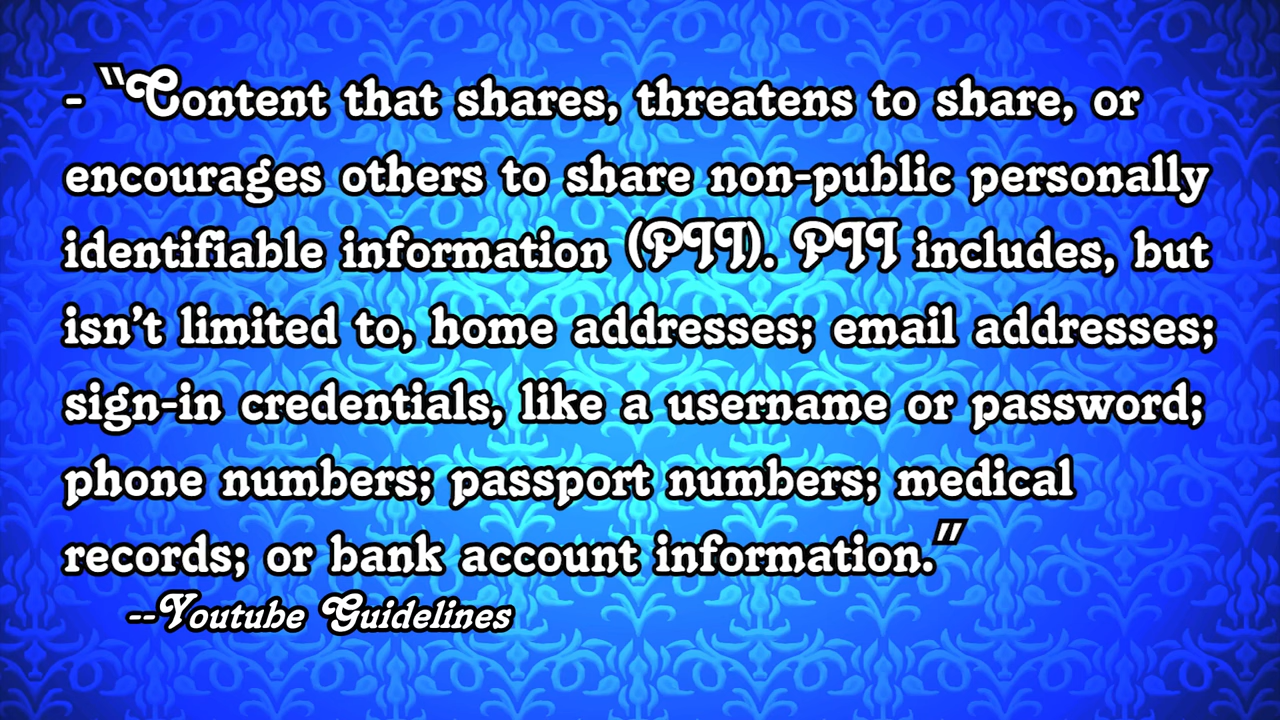 - “Content that shares, threatens to share, or
encourages others to share non-public personally
identifiable information (PII). PII includes, but
isn’t limited to, home addresses; email addresses;
sign-in credentials, like a username or password;
phone numbers; passport numbers; medical
records; or bank account information.”
--Youtube Guidelines